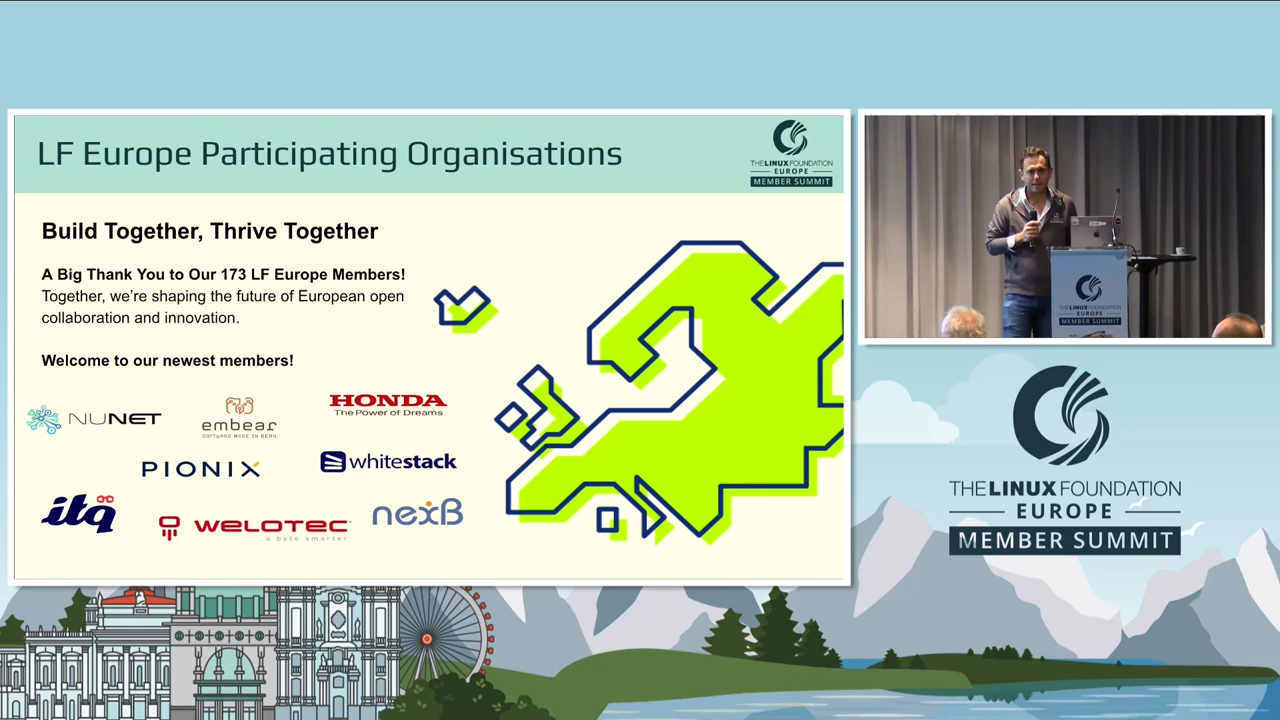 LF Europe Participating Organisations
THE LINUX FOUNDATION
EUROPE
MEMBER SUMMIT
Build Together, Thrive Together
A Big Thank You to Our 173 LF Europe Members!
Together, we're shaping the future of European open
collaboration and innovation.
Welcome to our newest members!
NUNET
embear
SOFTWARE MADE IN BERN
HONDA
The Power of Dreams
PIONIX
whitestack
itq
WELOTEC
a byte smarter
nexB
THE LINUX FOUNDATION
EUROPE
MEMBER SUMMIT
THE LINUX FOUNDATION
EUROPE
MEMBER SUMMIT